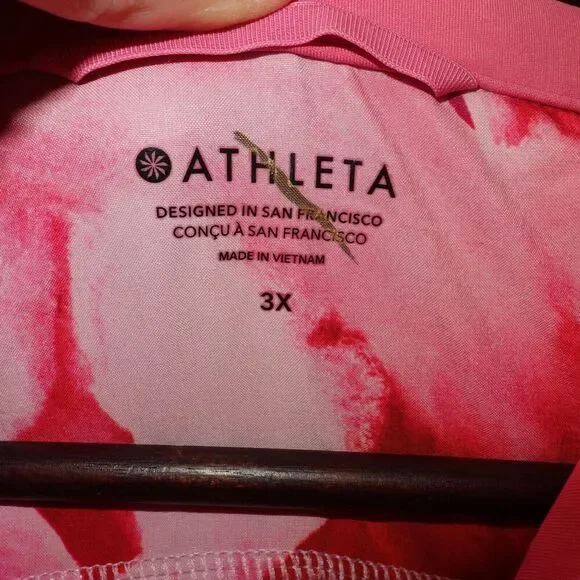 ATHLETA
DESIGNED IN SAN FRANCISCO
CONÇU À SAN FRANCISCO
MADE IN VIETNAM
3X